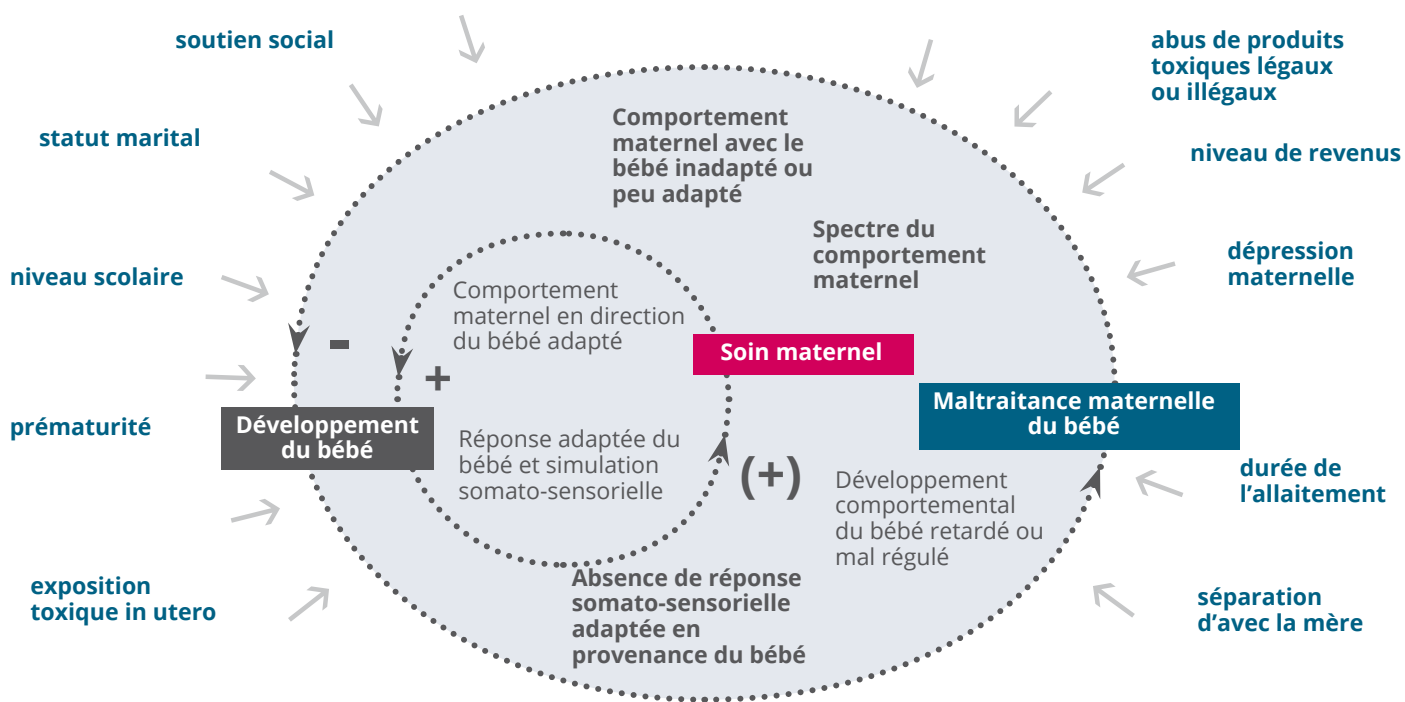 soutien social
statut marital
niveau scolaire
prématurité
exposition
toxique in utero
abus de produits
toxiques légaux
ou illégaux
niveau de revenus
dépression
maternelle
durée de
l’allaitement
séparation
d’avec la mère
Comportement
maternel avec le
bébé inadapté ou
peu adapté
Spectre du
comportement
maternel
Comportement
maternel en direction
du bébé adapté
-
+
Soin maternel
Maltraitance maternelle
du bébé
Développement
du bébé
Réponse adaptée du
bébé et simulation
somato-sensorielle
(+)
Développement
comportemental
du bébé retardé ou
mal régulé
Absence de réponse
somato-sensorielle
adaptée en
provenance du bébé